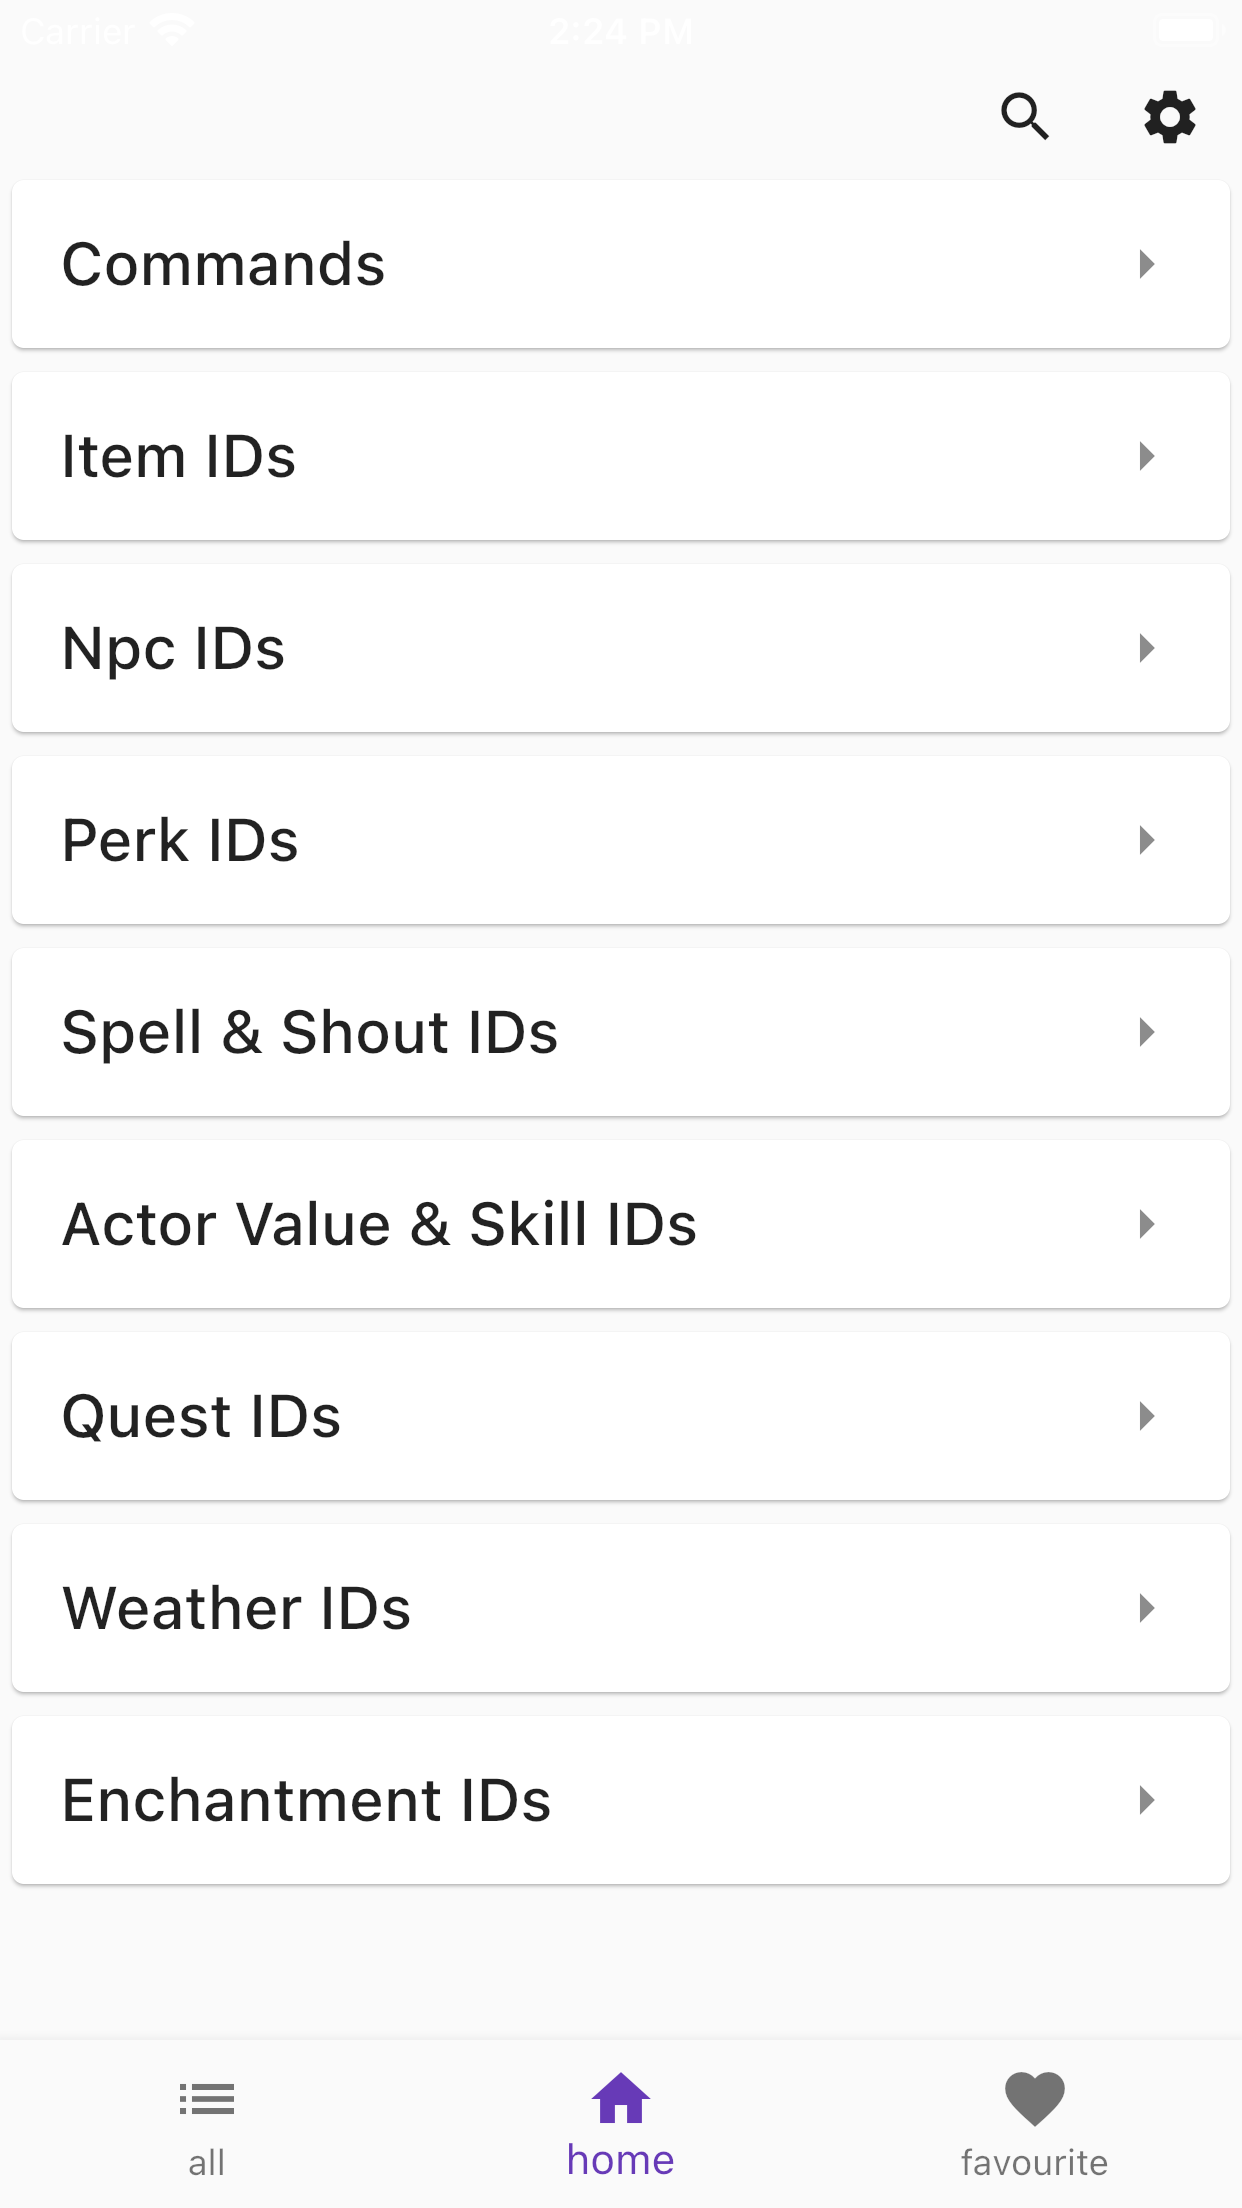 Carrier 2:24 PM
Commands
Item IDs
Npc IDs
Perk IDs
Spell & Shout IDs
Actor Value & Skill IDs
Quest IDs
Weather IDs
Enchantment IDs
all home favourite